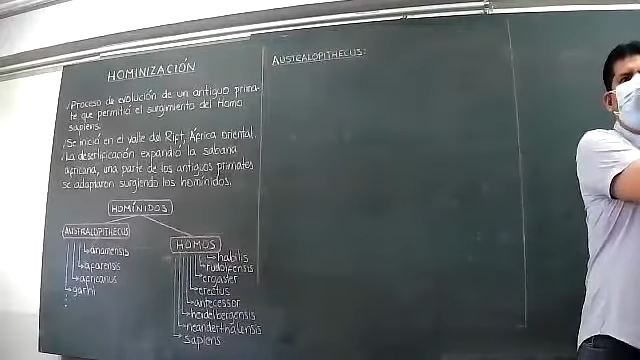 HOMINIZACIÓN
✓Proceso de evolución de un antiguo prima-
te que permitió el surgimiento del Homo
sapiens.
✓Se inició en el valle del Rift, África oriental.
✓La desertificación expandió la sabana
africana, una parte de los antiguos primates
se adaptaron surgiendo los homínidos.
HOMÍNIDOS
AUSTRALOPITHECUS
anamensis
afarensis
africanus
garhi
HOMOS
habilis
rudolfensis
ergaster
erectus
antecessor
heidelbergensis
neanderthalensis
sapiens
AUSTRALOPITHECUS: